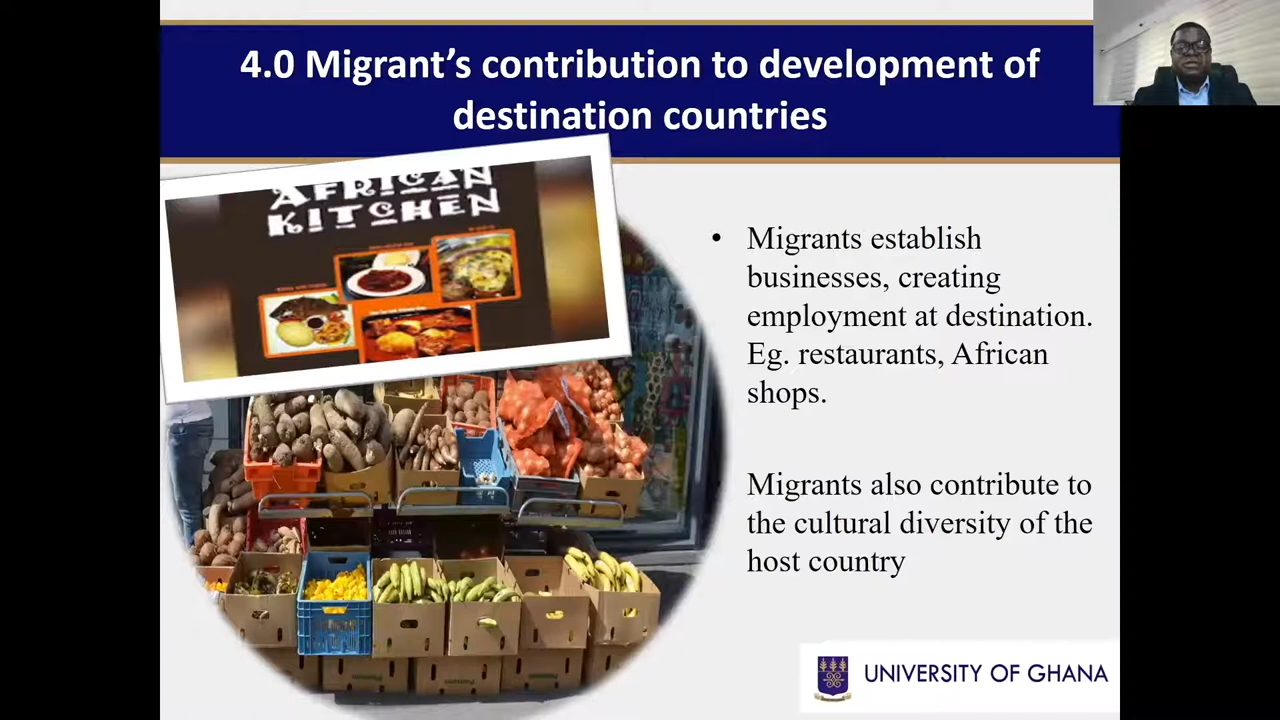 4.0 Migrant’s contribution to development of
destination countries
AFRICAN
KITCHEN
• Migrants establish
businesses, creating
employment at destination.
Eg. restaurants, African
shops.
Migrants also contribute to
the cultural diversity of the
host country
UNIVERSITY OF GHANA